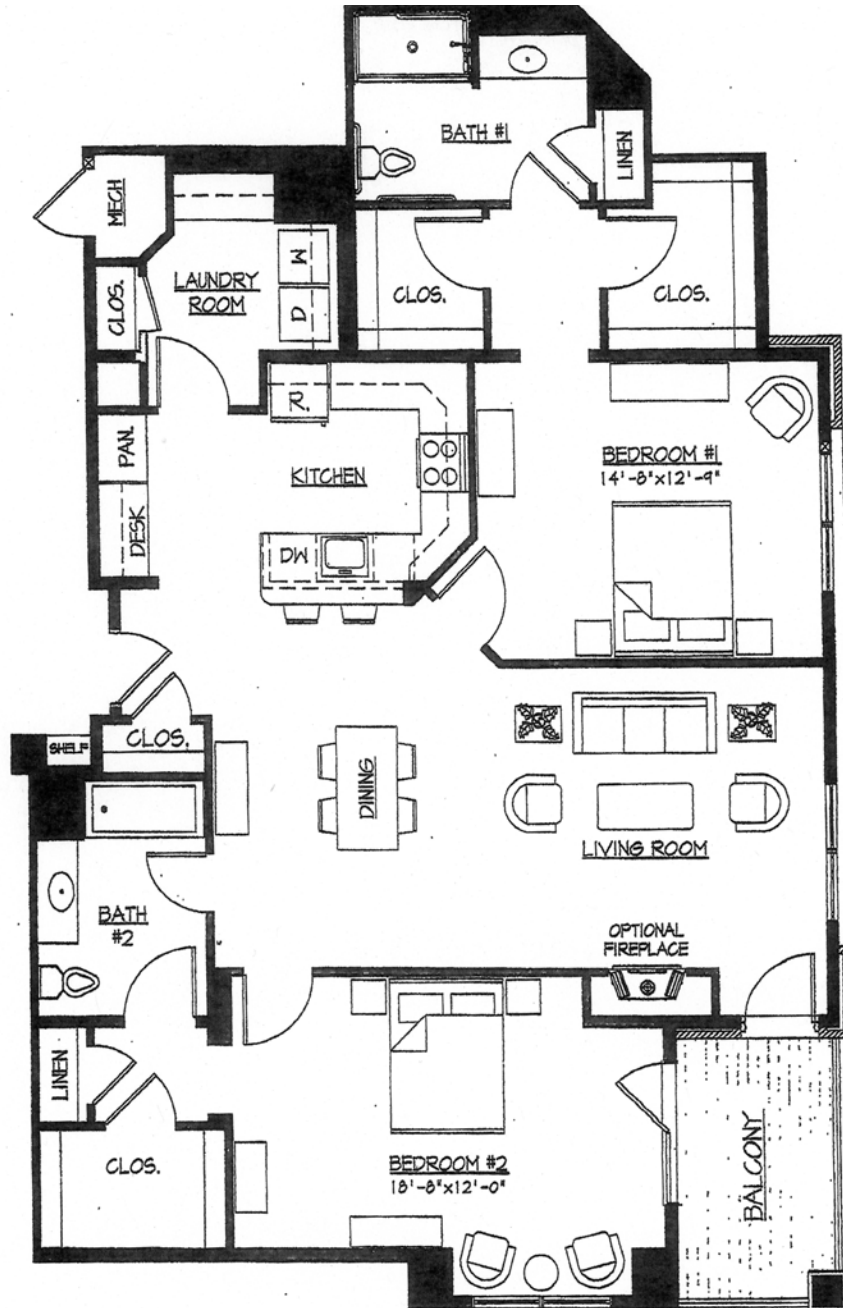 BATH #1
LINEN
MECH
LAUNDRY
ROOM
W
D
CLOS.
CLOS.
CLOS.
R.
PAN.
KITCHEN
BEDROOM #1
14'-8"x12'-9"
DESK
DW
CLOS.
SHELF
DINING
LIVING ROOM
BATH
#2
OPTIONAL
FIREPLACE
LINEN
CLOS.
BEDROOM #2
18'-8"x12'-0"
BALCONY